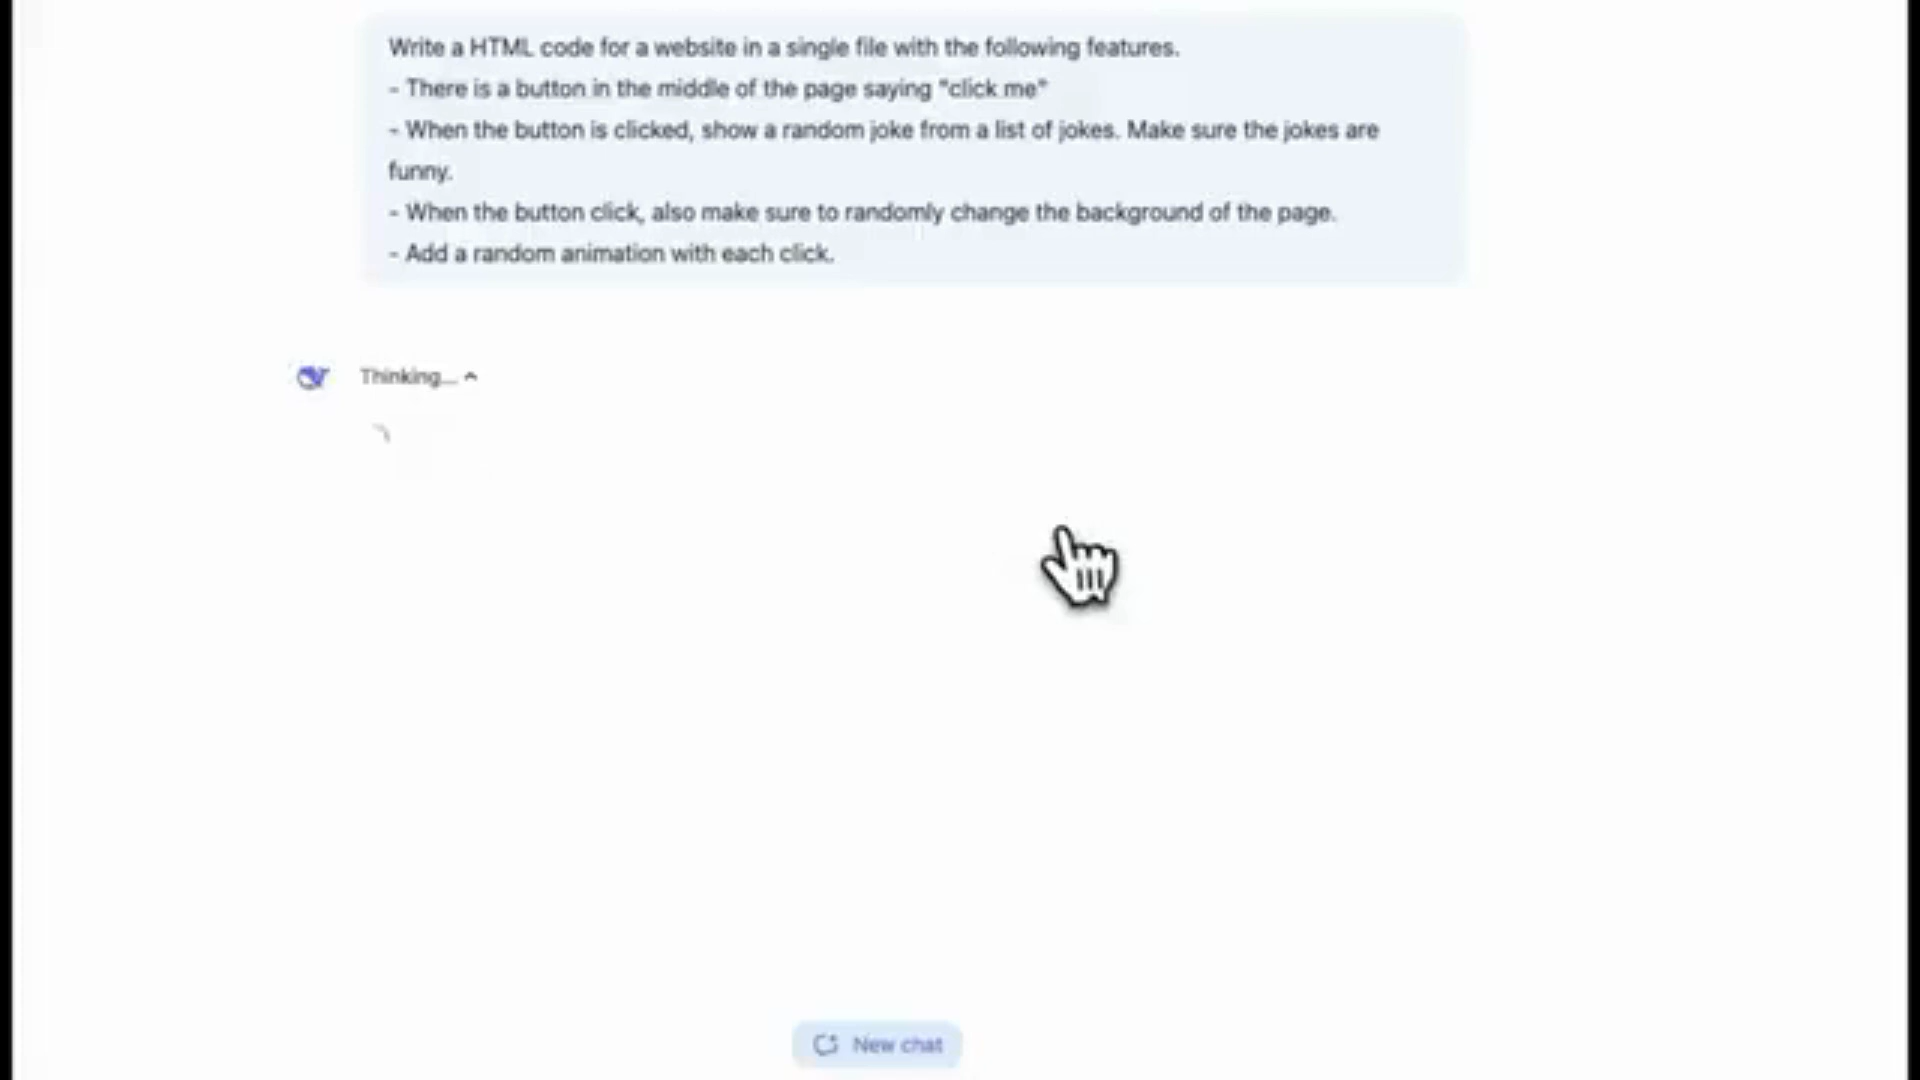 Write a HTML code for a website in a single file with the following features.
- There is a button in the middle of the page saying "click me"
- When the button is clicked, show a random joke from a list of jokes. Make sure the jokes are
funny.
- When the button click, also make sure to randomly change the background of the page.
- Add a random animation with each click.
Thinking...
New chat